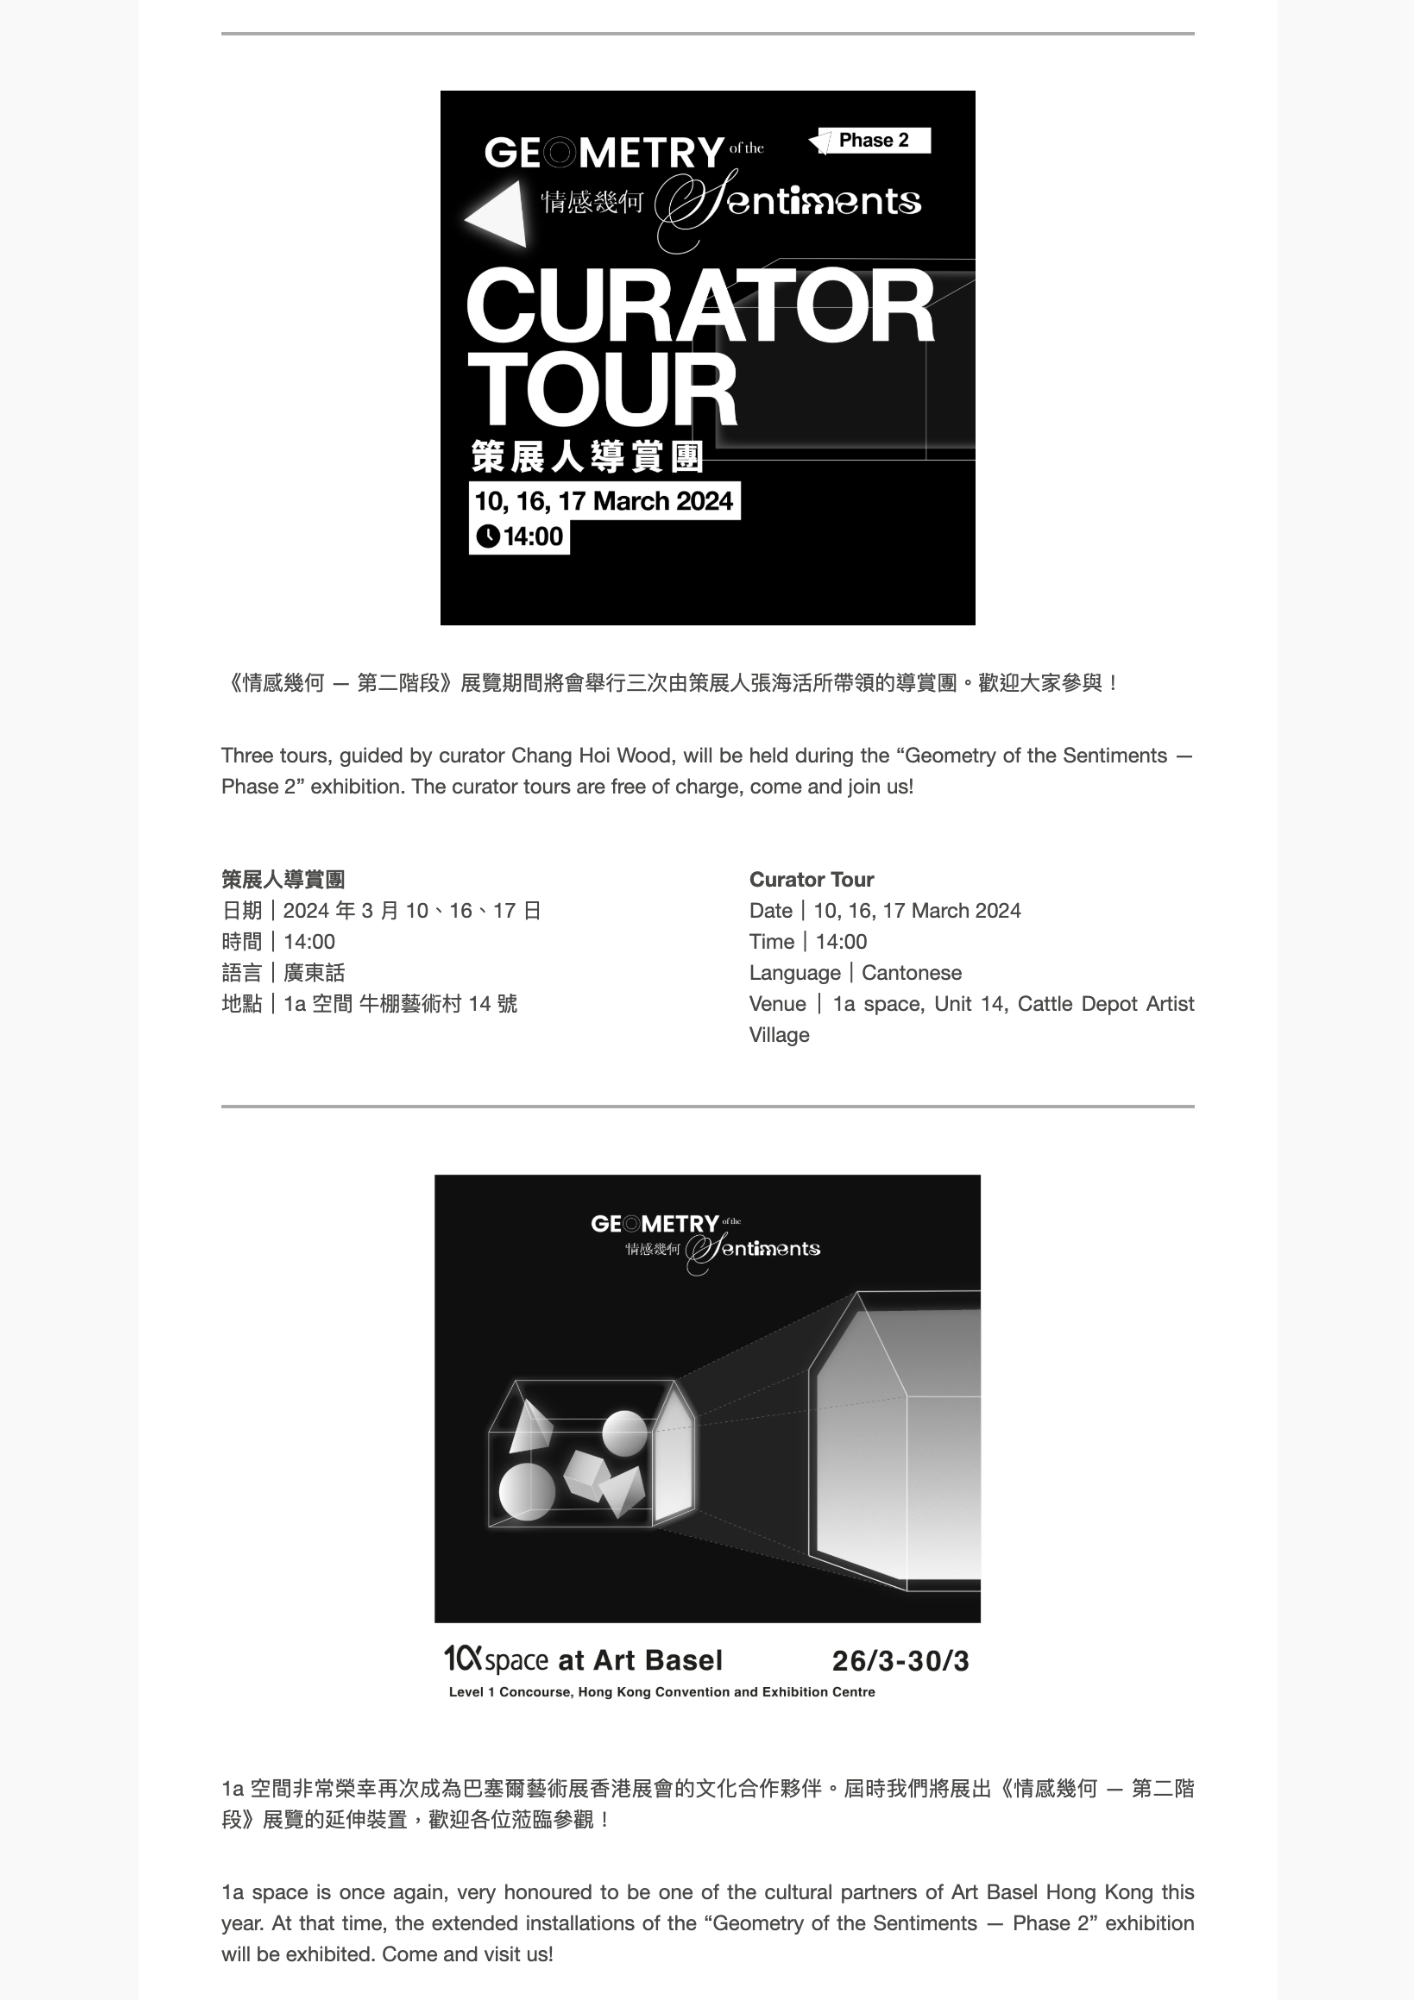 GEOMETRY of the
Phase 2
情感幾何 Sentiments
CURATOR
TOUR
策展人導賞團
10, 16, 17 March 2024
14:00
《情感幾何 — 第二階段》展覽期間將會舉行三次由策展人張海活所帶領的導賞團。歡迎大家參與！
Three tours, guided by curator Chang Hoi Wood, will be held during the “Geometry of the Sentiments —
Phase 2” exhibition. The curator tours are free of charge, come and join us!
策展人導賞團
日期｜2024 年 3 月 10、16、17 日
時間｜14:00
語言｜廣東話
地點｜1a 空間 牛棚藝術村 14 號
Curator Tour
Date｜10, 16, 17 March 2024
Time｜14:00
Language｜Cantonese
Venue｜1a space, Unit 14, Cattle Depot Artist
Village
GEOMETRY of the
情感幾何 Sentiments
1a space at Art Basel
26/3-30/3
Level 1 Concourse, Hong Kong Convention and Exhibition Centre
1a 空間非常榮幸再次成為巴塞爾藝術展香港展會的文化合作夥伴。屆時我們將展出《情感幾何 — 第二階
段》展覽的延伸裝置，歡迎各位蒞臨參觀！
1a space is once again, very honoured to be one of the cultural partners of Art Basel Hong Kong this
year. At that time, the extended installations of the “Geometry of the Sentiments — Phase 2” exhibition
will be exhibited. Come and visit us!